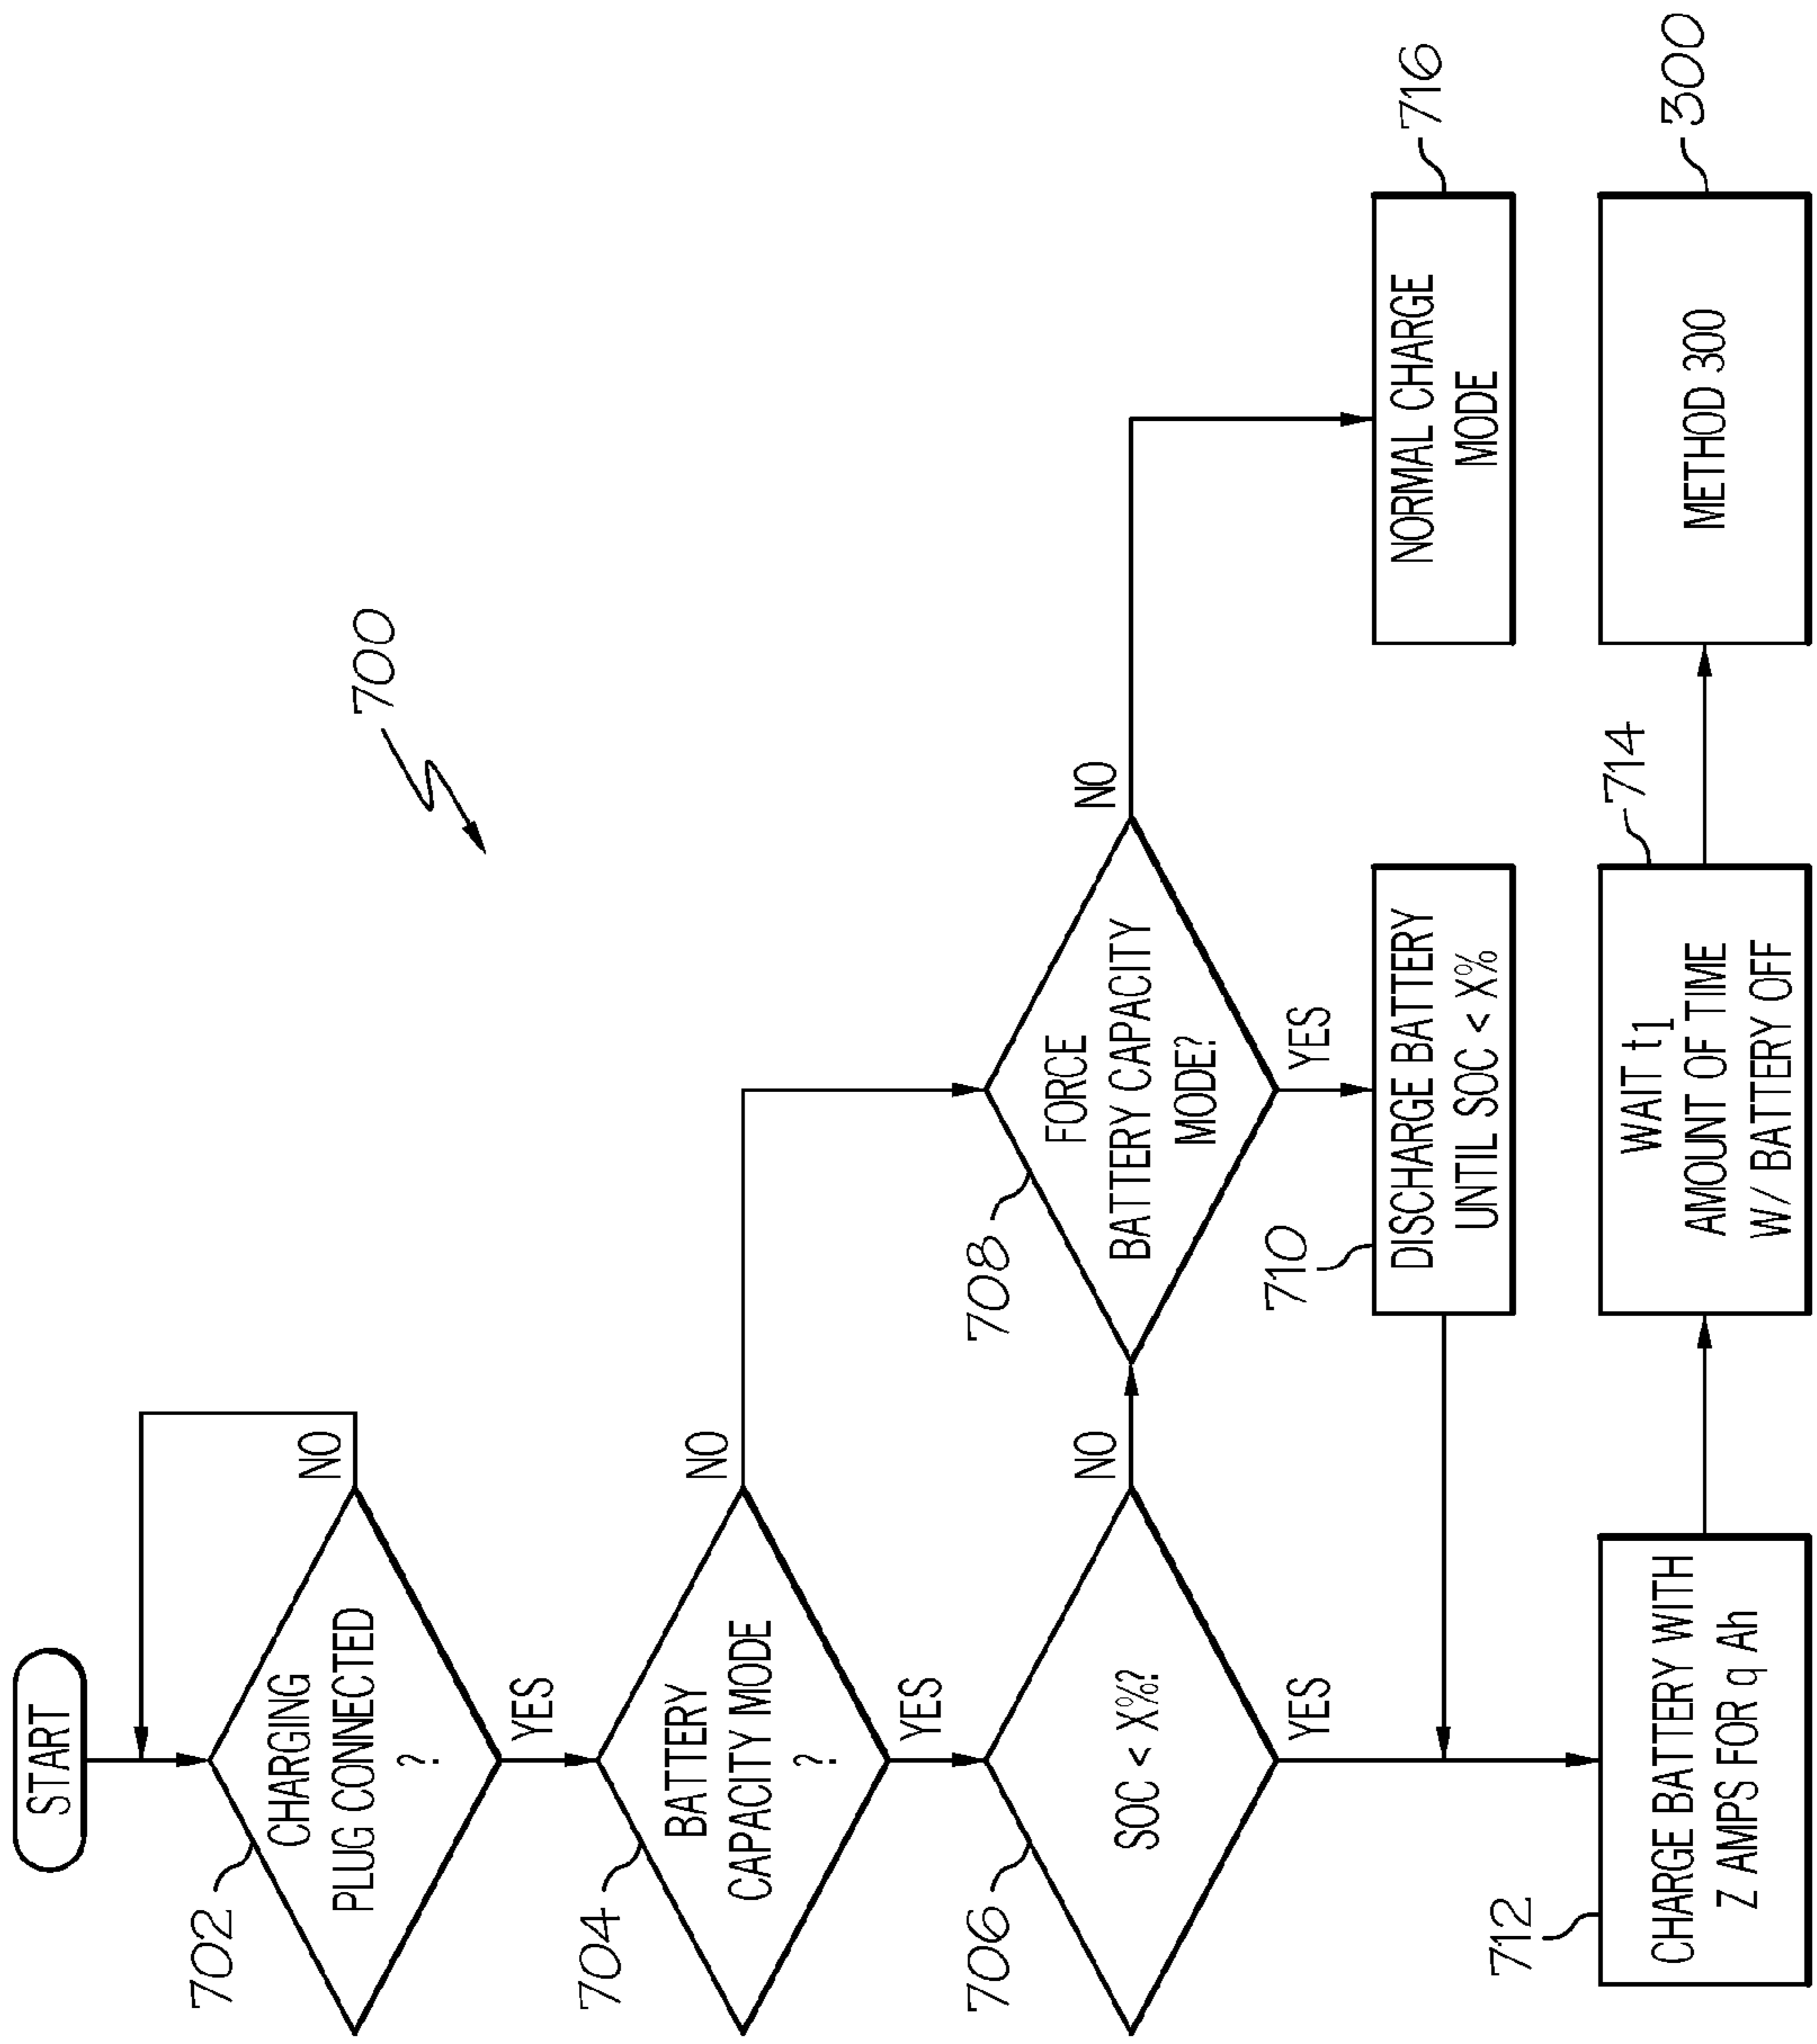 700
START
702
CHARGING
PLUG CONNECTED
?
NO
YES
704
BATTERY
CAPACITY MODE
?
NO
YES
706
SOC < X%?
NO
YES
708
FORCE
BATTERY CAPACITY
MODE?
NO
YES
710
DISCHARGE BATTERY
UNTIL SOC < X%
NORMAL CHARGE
MODE
716
712
CHARGE BATTERY WITH
Z AMPS FOR q Ah
WAIT t1
AMOUNT OF TIME
W/ BATTERY OFF
714
METHOD 300
300